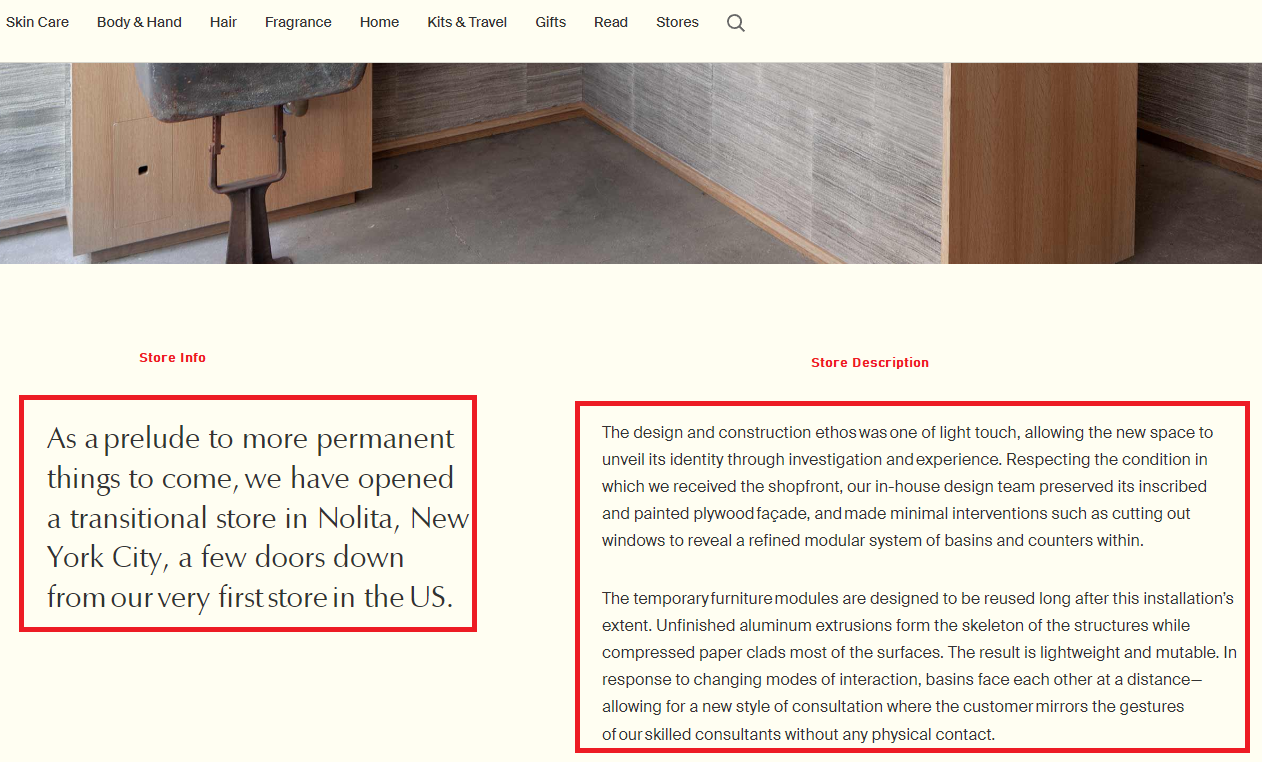 Skin Care Body & Hand Hair Fragrance Home Kits & Travel Gifts Read Stores
Store Info
As a prelude to more permanent
things to come, we have opened
a transitional store in Nolita, New
York City, a few doors down
from our very first store in the US.
Store Description
The design and construction ethos was one of light touch, allowing the new space to
unveil its identity through investigation and experience. Respecting the condition in
which we received the shopfront, our in-house design team preserved its inscribed
and painted plywood façade, and made minimal interventions such as cutting out
windows to reveal a refined modular system of basins and counters within.
The temporary furniture modules are designed to be reused long after this installation's
extent. Unfinished aluminum extrusions form the skeleton of the structures while
compressed paper clads most of the surfaces. The result is lightweight and mutable. In
response to changing modes of interaction, basins face each other at a distance—
allowing for a new style of consultation where the customer mirrors the gestures
of our skilled consultants without any physical contact.